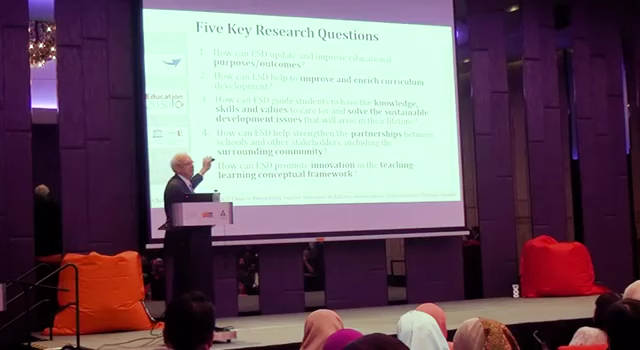 Five Key Research Questions
1. How can ESD update and improve educational
purposes/outcomes?
2. How can ESD help to improve and enrich curriculum
development?
3. How can ESD guide students to have the knowledge,
skills and values to care for and solve the sustainable
development issues that will arise in their lifetime?
4. How can ESD help strengthen the partnerships between
schools and other stakeholders, including the
surrounding community?
How can ESD promote innovation in the teaching-
learning conceptual framework?
Education